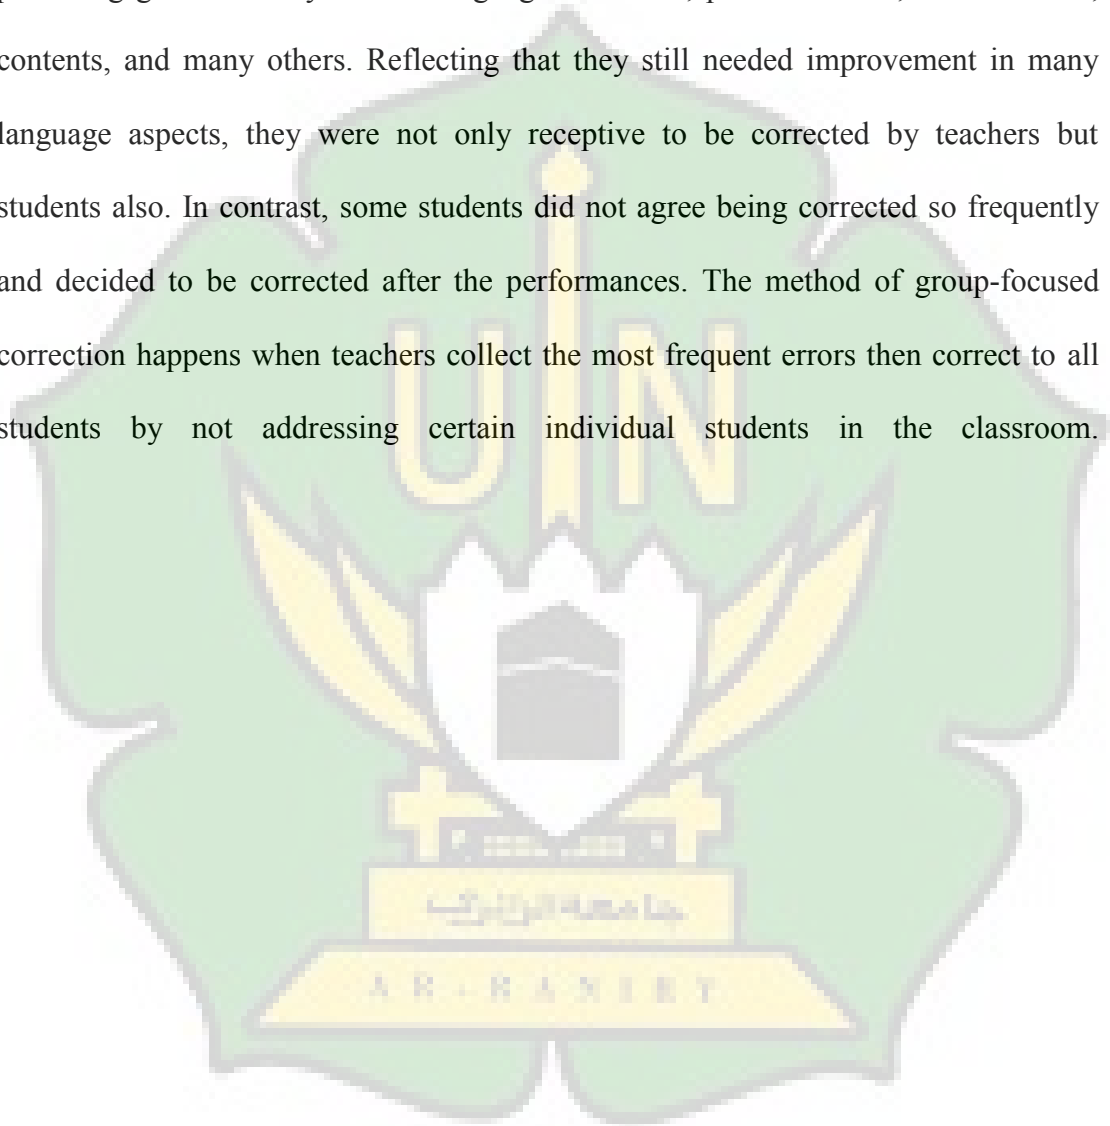 contents, and many others. Reflecting that they still needed improvement in many
language aspects, they were not only receptive to be corrected by teachers but
students also. In contrast, some students did not agree being corrected so frequently
and decided to be corrected after the performances. The method of group-focused
correction happens when teachers collect the most frequent errors then correct to all
students by not addressing certain individual students in the classroom.
UIN
جامعة الرانري
AR-RANIRY